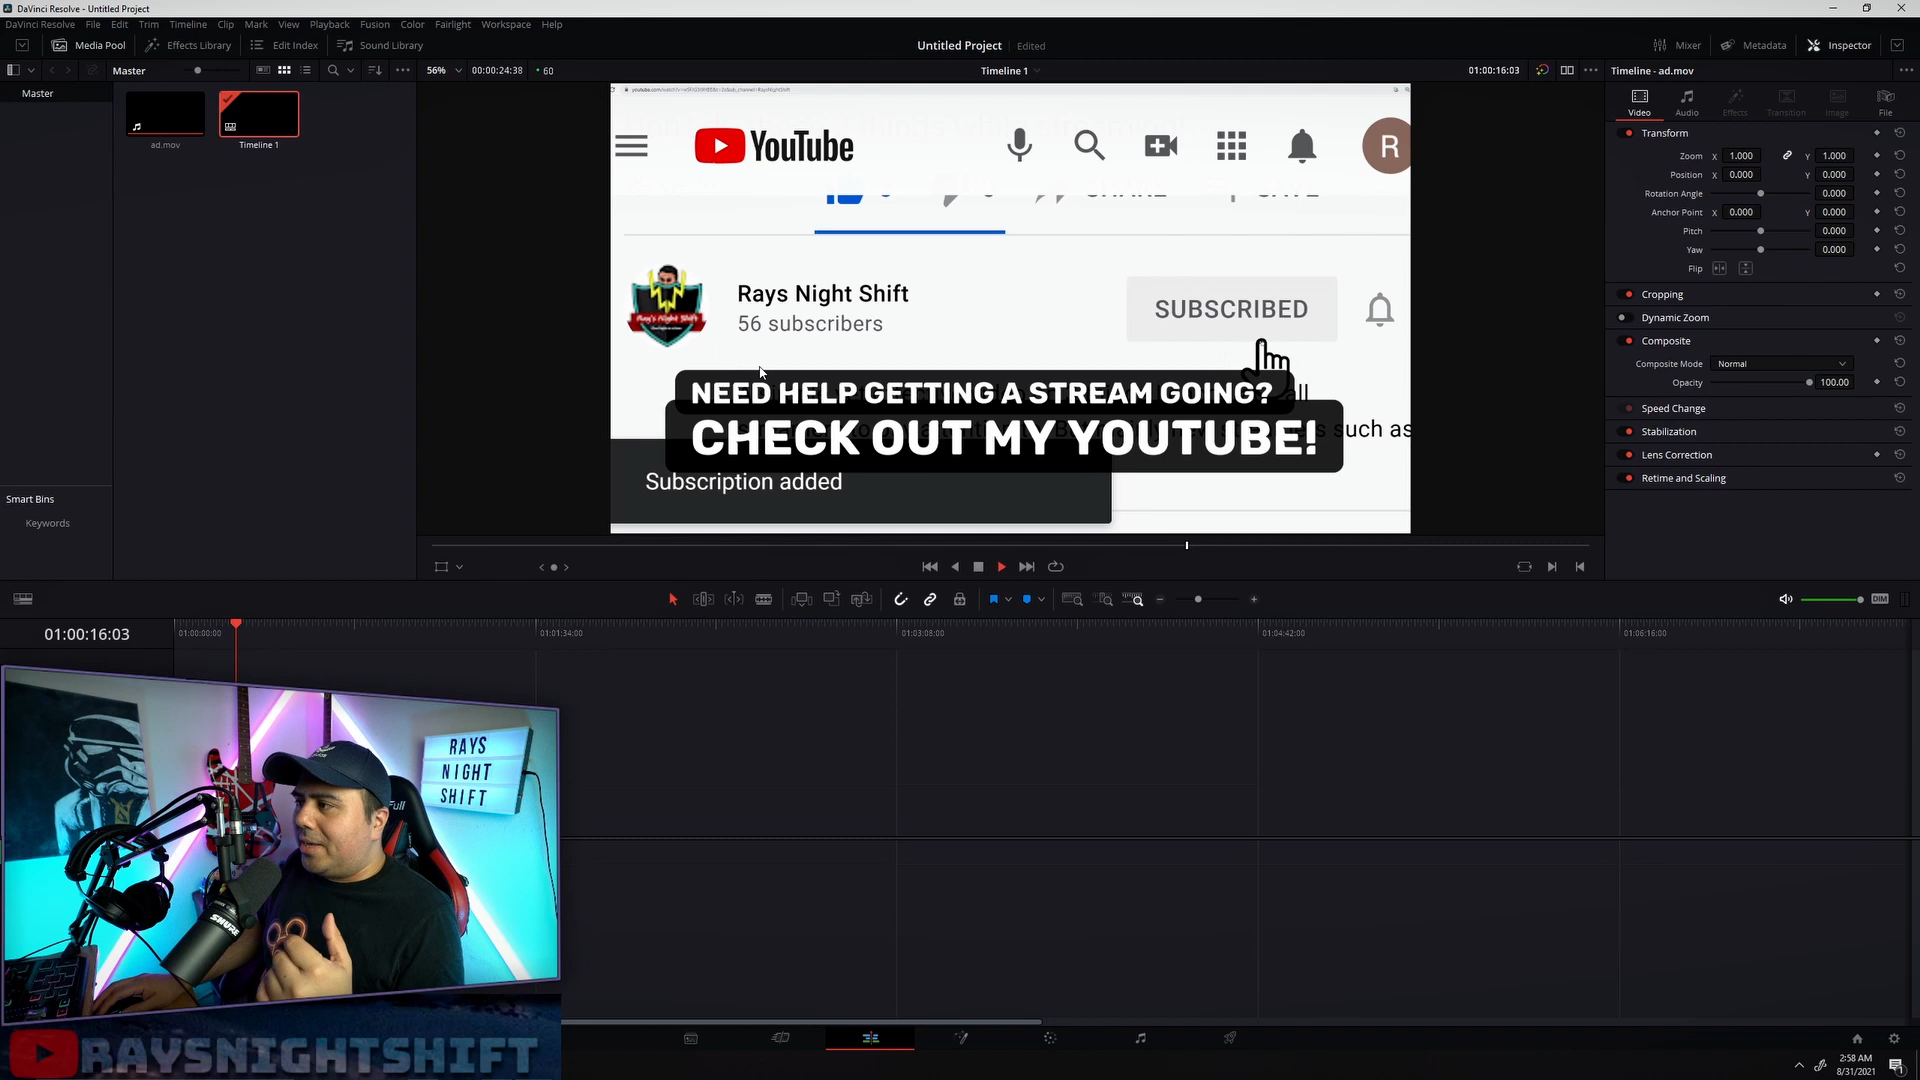 DaVinci Resolve - Untitled Project
DaVinci Resolve File Edit Trim Timeline Clip Mark View Playback Fusion Color Fairlight Workspace Help
Media Pool Effects Library Edit Index Sound Library
Untitled Project Edited
Mixer Metadata Inspector
Master
56% 00:00:24:38 60
Timeline 1
01:00:16:03
Timeline - ad.mov
Master
ad.mov
Timeline 1
Smart Bins
Keywords
YouTube
R
SHARE
SAVE
Rays Night Shift
56 subscribers
SUBSCRIBED
NEED HELP GETTING A STREAM GOING?
all
CHECK OUT MY YOUTUBE!
such as
Subscription added
Video Audio Effects Transition Image File
Transform
Zoom X 1.000 Y 1.000
Position X 0.000 Y 0.000
Rotation Angle 0.000
Anchor Point X 0.000 Y 0.000
Pitch 0.000
Yaw 0.000
Flip
Cropping
Dynamic Zoom
Composite
Composite Mode Normal
Opacity 100.00
Speed Change
Stabilization
Lens Correction
Retime and Scaling
DIM
01:00:16:03
01:00:00:00 01:01:34:00 01:03:08:00 01:04:42:00 01:06:16:00
RAYS
NIGHT
SHIFT
Full
SHURE
RAYSNIGHTSHIFT
2:58 AM
8/31/2021